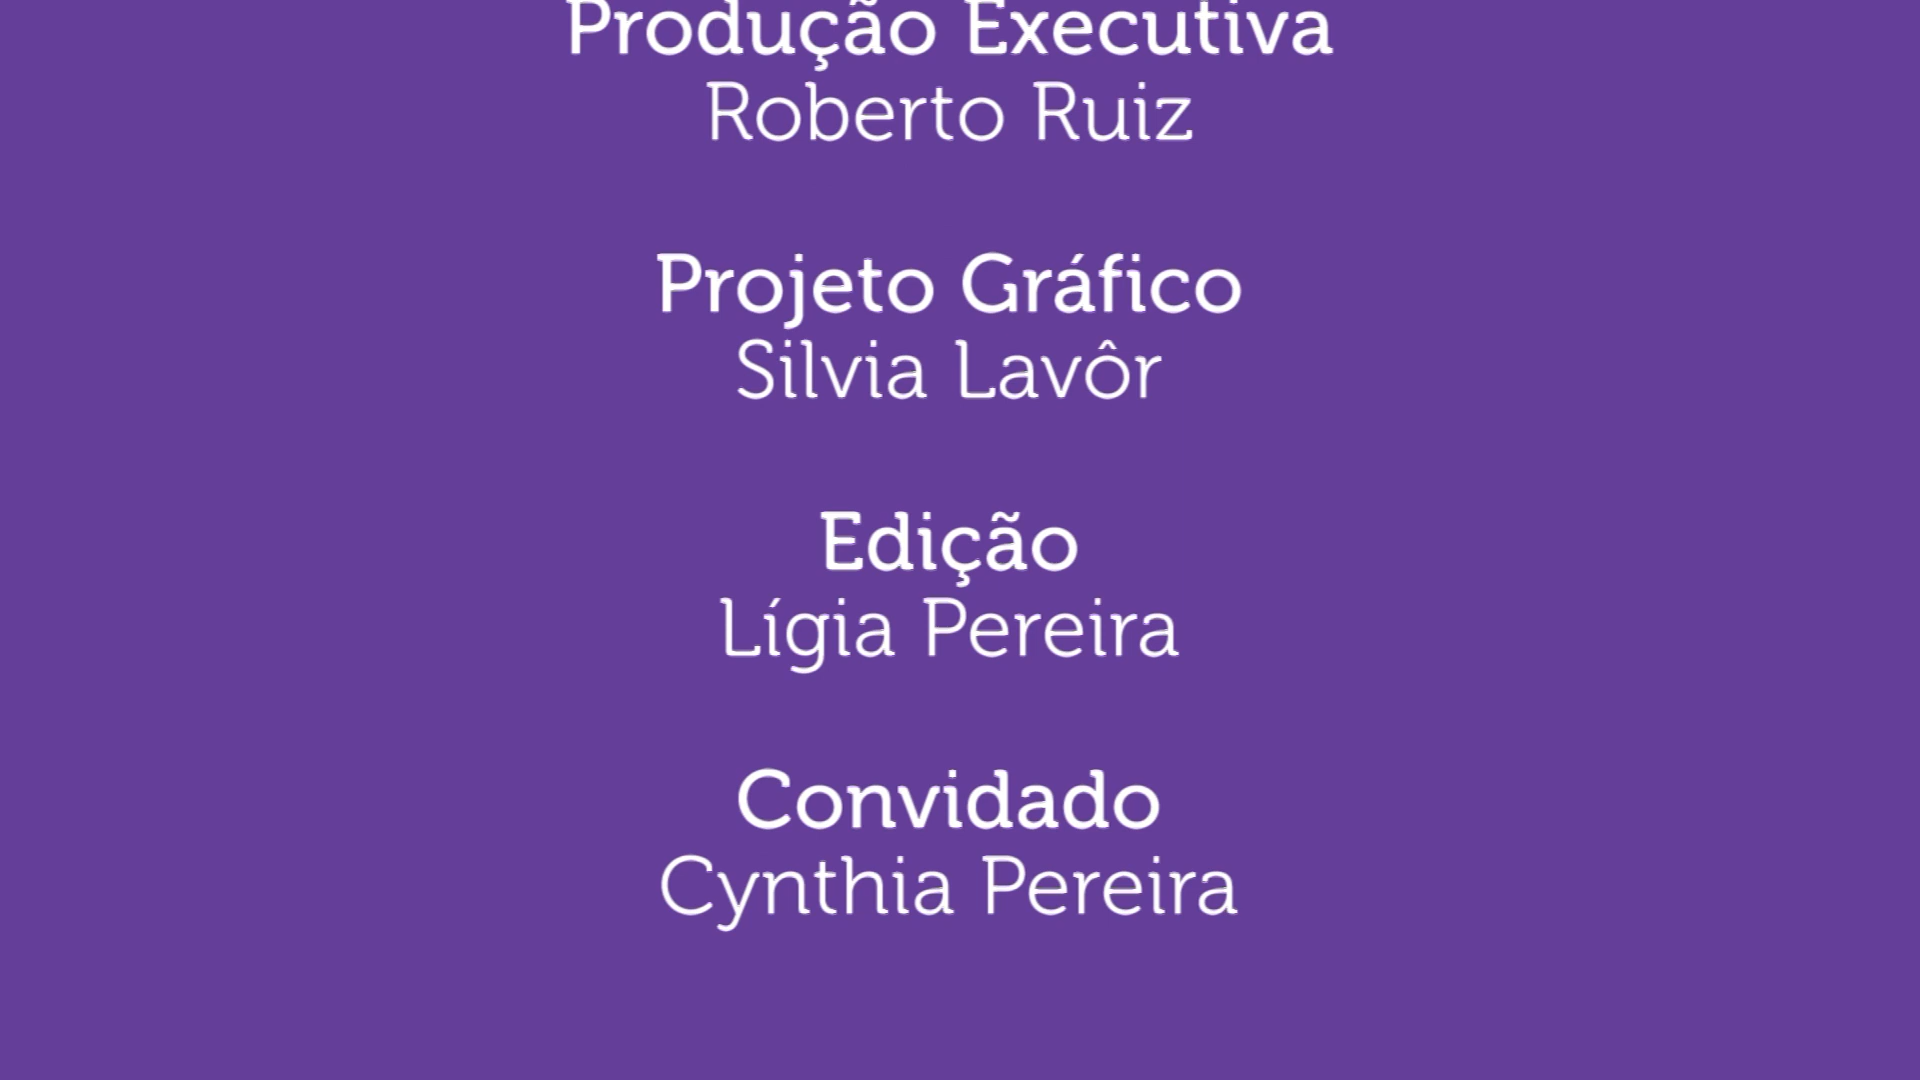 Produção Executiva
Roberto Ruiz
Projeto Gráfico
Silvia Lavôr
Edição
Lígia Pereira
Convidado
Cynthia Pereira